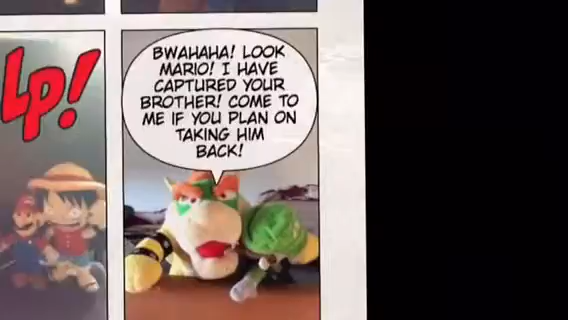 LP!
BWAHAHA! LOOK
MARIO! I HAVE
CAPTURED YOUR
BROTHER! COME TO
ME IF YOU PLAN ON
TAKING HIM
BACK!